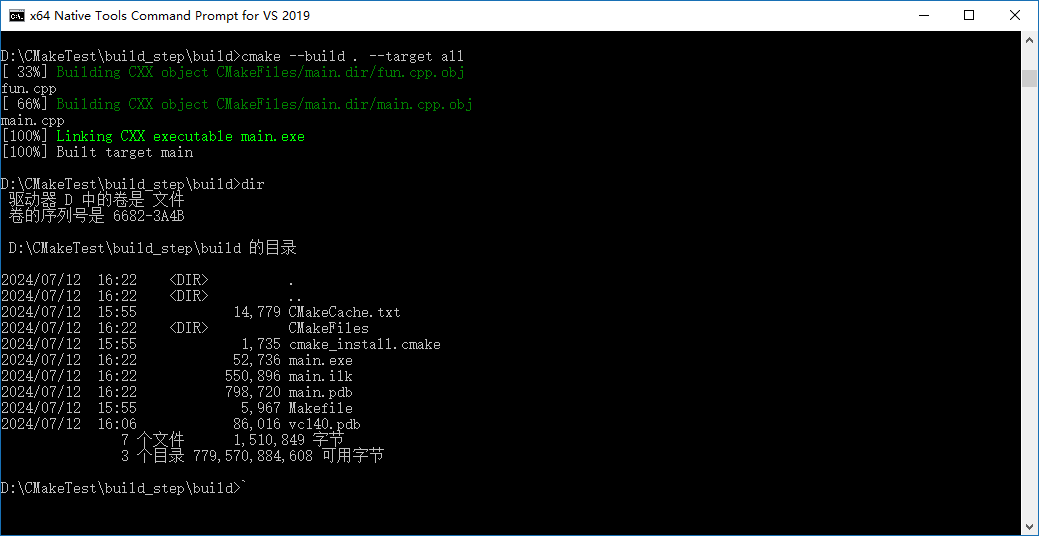 x64 Native Tools Command Prompt for VS 2019
D:\CMakeTest\build_step\build>cmake --build . --target all
[ 33%] Building CXX object CMakeFiles/main.dir/fun.cpp.obj
fun.cpp
[ 66%] Building CXX object CMakeFiles/main.dir/main.cpp.obj
main.cpp
[100%] Linking CXX executable main.exe
[100%] Built target main
D:\CMakeTest\build_step\build>dir
驱动器 D 中的卷是 文件
卷的序列号是 6682-3A4B
D:\CMakeTest\build_step\build 的目录
2024/07/12  16:22    <DIR>          .
2024/07/12  16:22    <DIR>          ..
2024/07/12  15:55            14,779 CMakeCache.txt
2024/07/12  16:22    <DIR>          CMakeFiles
2024/07/12  15:55             1,735 cmake_install.cmake
2024/07/12  16:22            52,736 main.exe
2024/07/12  16:22           550,896 main.ilk
2024/07/12  16:22           798,720 main.pdb
2024/07/12  15:55             5,967 Makefile
2024/07/12  16:06            86,016 vc140.pdb
7 个文件      1,510,849 字节
3 个目录 779,570,884,608 可用字节
D:\CMakeTest\build_step\build>`